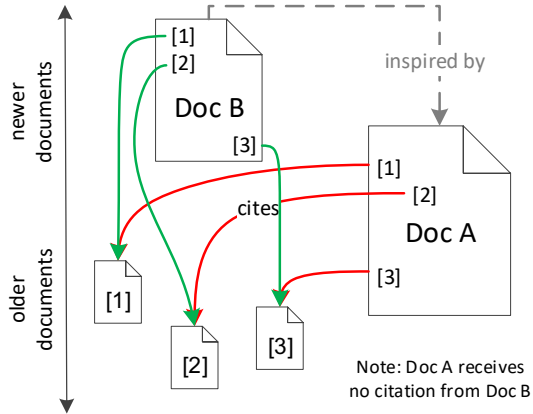 newer
documents
older
documents
[1]
[2]
Doc B
[3]
inspired by
[1]
[2]
cites
Doc A
[3]
[1]
[2]
[3]
Note: Doc A receives
no citation from Doc B